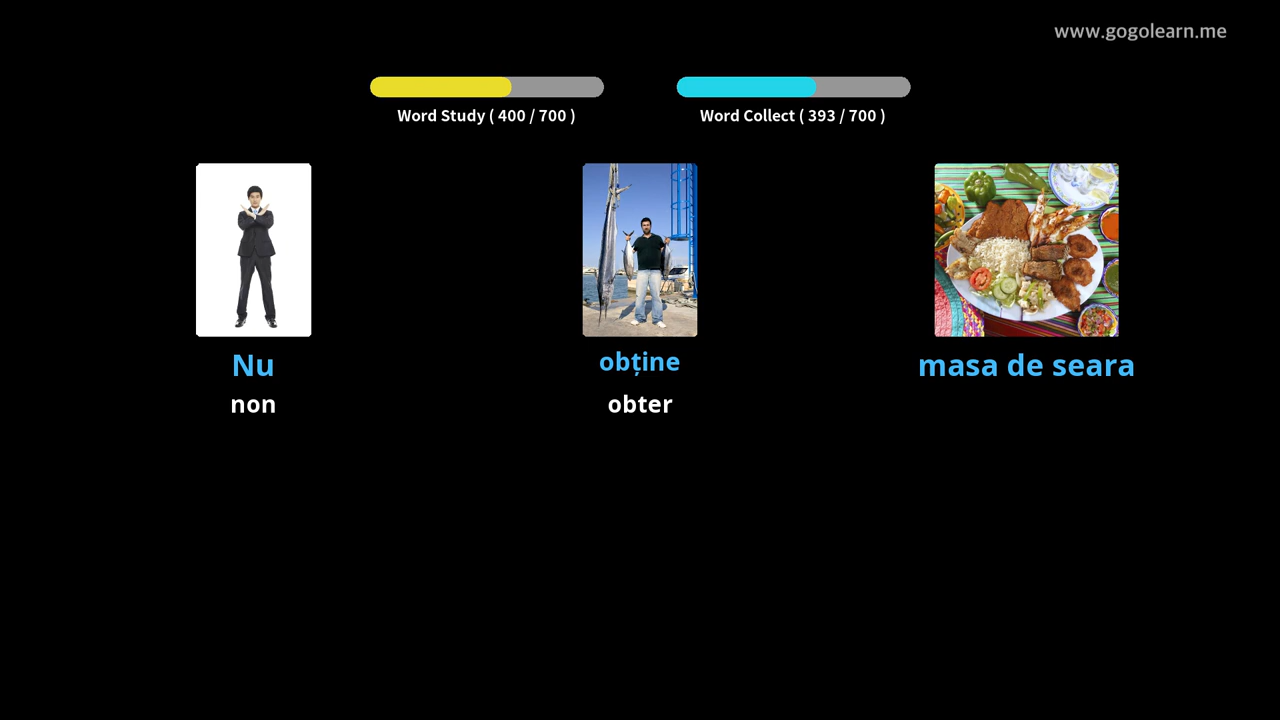 www.gogolearn.me
Word Study ( 400 / 700 )
Word Collect ( 393 / 700 )
Nu
non
obține
obter
masa de seara